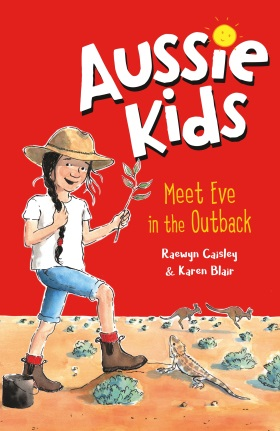 Aussie
Kids
Meet Eve
in the Outback
Raewyn Caisley
& Karen Blair